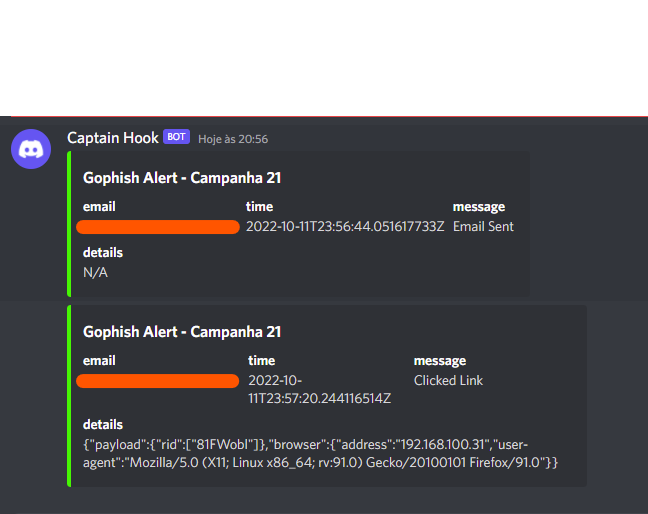 Captain Hook BOT Hoje às 20:56
Gophish Alert - Campanha 21
email time message
2022-10-11T23:56:44.051617733Z Email Sent
details
N/A
Gophish Alert - Campanha 21
email time message
2022-10- Clicked Link
11T23:57:20.244116514Z
details
{"payload":{"rid":["81FWobl"]},"browser":{"address":"192.168.100.31","user-
agent":"Mozilla/5.0 (X11; Linux x86_64; rv:91.0) Gecko/20100101 Firefox/91.0"}}